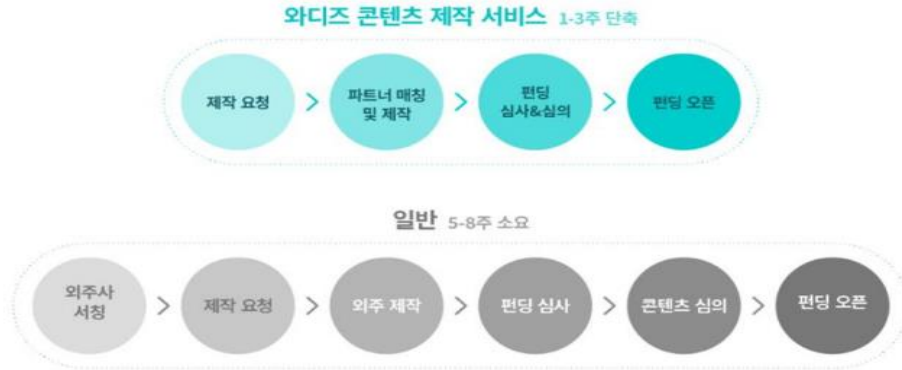 와디즈 콘텐츠 제작 서비스 1-3주 단축
제작 요청 > 파트너 매칭
및 제작 > 펀딩
심사&심의 > 펀딩 오픈
일반 5-8주 소요
외주사
서칭 > 제작 요청 > 외주 제작 > 펀딩 심사 > 콘텐츠 심의 > 펀딩 오픈